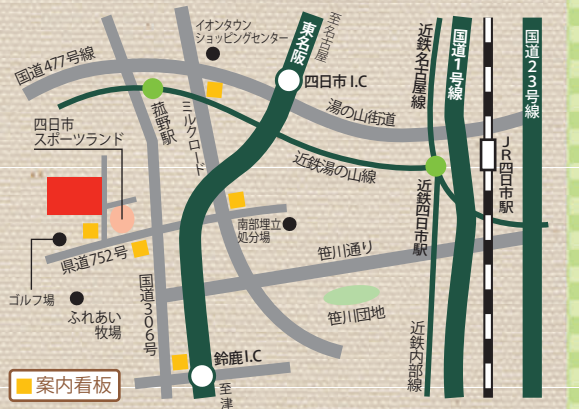 イオンタウン
ショッピングセンター
東名阪
至名古屋
国道477号線
四日市I.C
近鉄名古屋線
国道1号線
国道23号線
菰野駅
ミルクロード
湯の山街道
四日市
スポーツランド
近鉄湯の山線
JR四日市駅
近鉄四日市駅
南部埋立
処分場
県道752号
笹川通り
ゴルフ場
ふれあい
牧場
国道306号
笹川団地
近鉄内部線
鈴鹿I.C
至津
案内看板